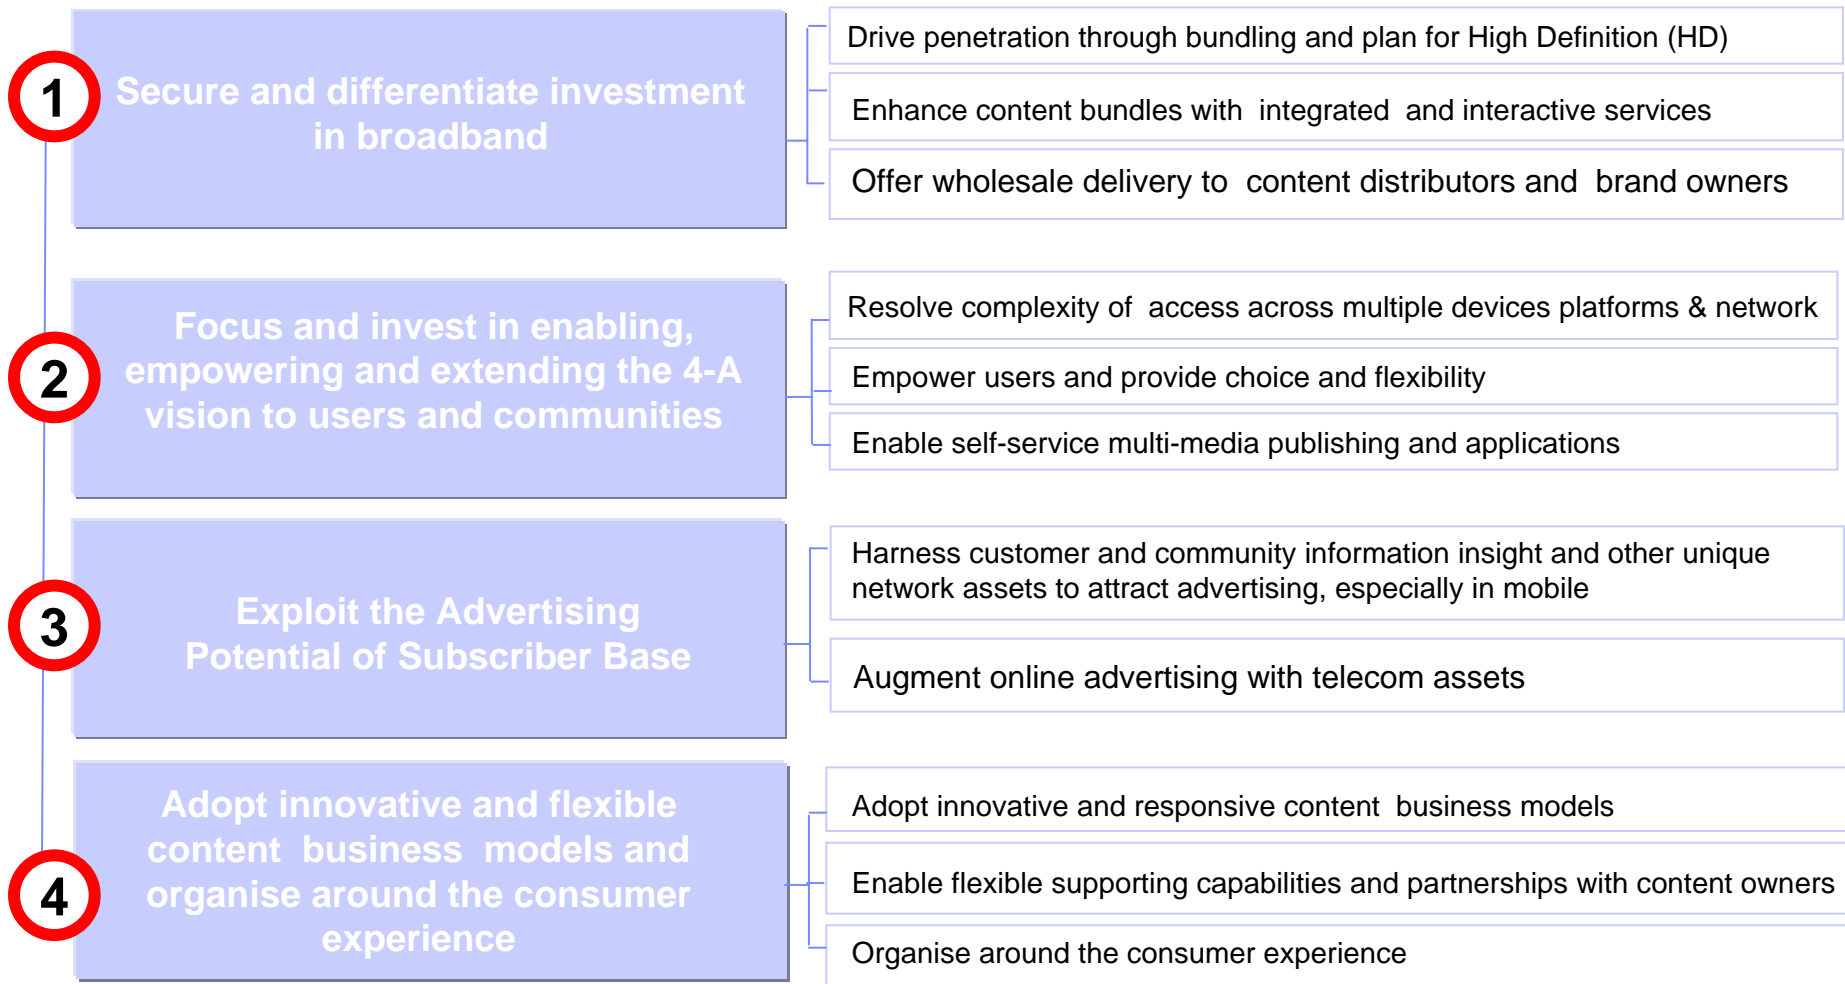 1
Secure and differentiate investment
in broadband
Drive penetration through bundling and plan for High Definition (HD)
Enhance content bundles with integrated and interactive services
Offer wholesale delivery to content distributors and brand owners
2
Focus and invest in enabling,
empowering and extending the 4-A
vision to users and communities
Resolve complexity of access across multiple devices platforms & network
Empower users and provide choice and flexibility
Enable self-service multi-media publishing and applications
3
Exploit the Advertising
Potential of Subscriber Base
Harness customer and community information insight and other unique
network assets to attract advertising, especially in mobile
Augment online advertising with telecom assets
4
Adopt innovative and flexible
content business models and
organise around the consumer
experience
Adopt innovative and responsive content business models
Enable flexible supporting capabilities and partnerships with content owners
Organise around the consumer experience